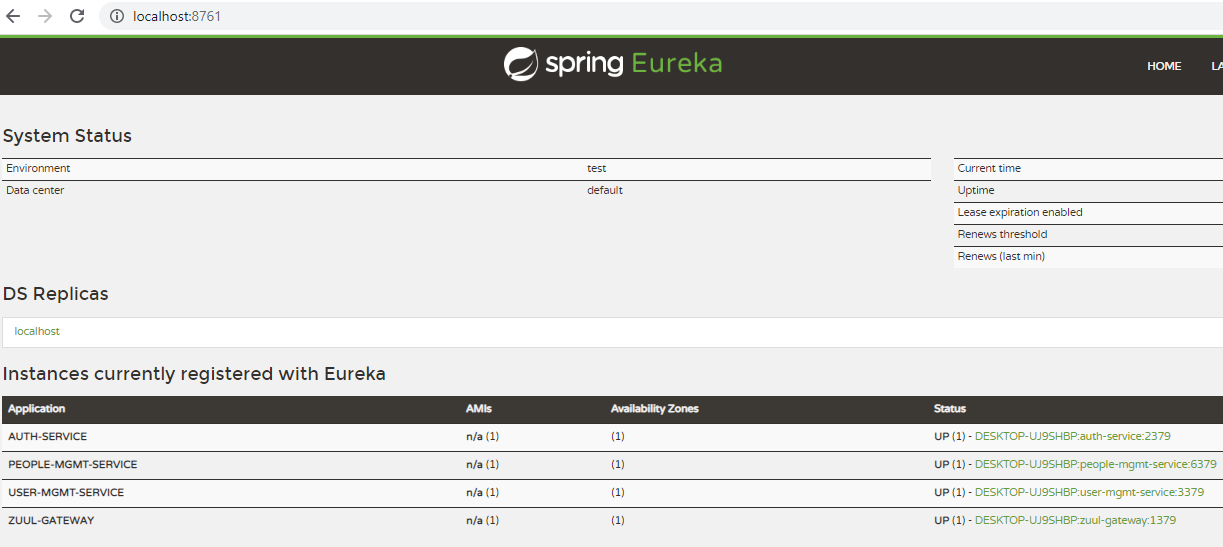 localhost:8761
spring Eureka
HOME LA
System Status
Environment test
Data center default
Current time
Uptime
Lease expiration enabled
Renews threshold
Renews (last min)
DS Replicas
localhost
Instances currently registered with Eureka
Application AMIs Availability Zones Status
AUTH-SERVICE n/a (1) (1) UP (1) - DESKTOP-UJ9SHBP:auth-service:2379
PEOPLE-MGMT-SERVICE n/a (1) (1) UP (1) - DESKTOP-UJ9SHBP:people-mgmt-service:6379
USER-MGMT-SERVICE n/a (1) (1) UP (1) - DESKTOP-UJ9SHBP:user-mgmt-service:3379
ZUUL-GATEWAY n/a (1) (1) UP (1) - DESKTOP-UJ9SHBP:zuul-gateway:1379